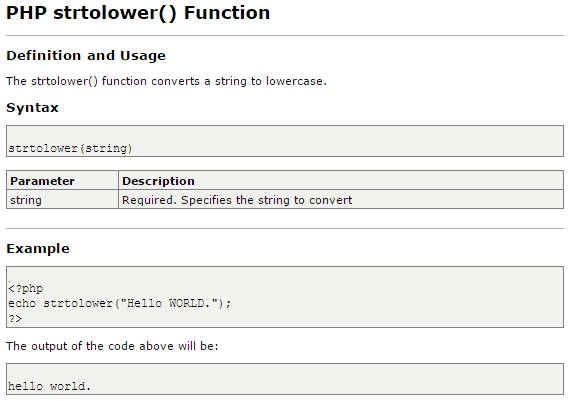 PHP strtolower() Function
Definition and Usage
The strtolower() function converts a string to lowercase.
Syntax
strtolower(string)
Parameter Description
string Required. Specifies the string to convert
Example
<?php
echo strtolower("Hello WORLD.");
?>
The output of the code above will be:
hello world.